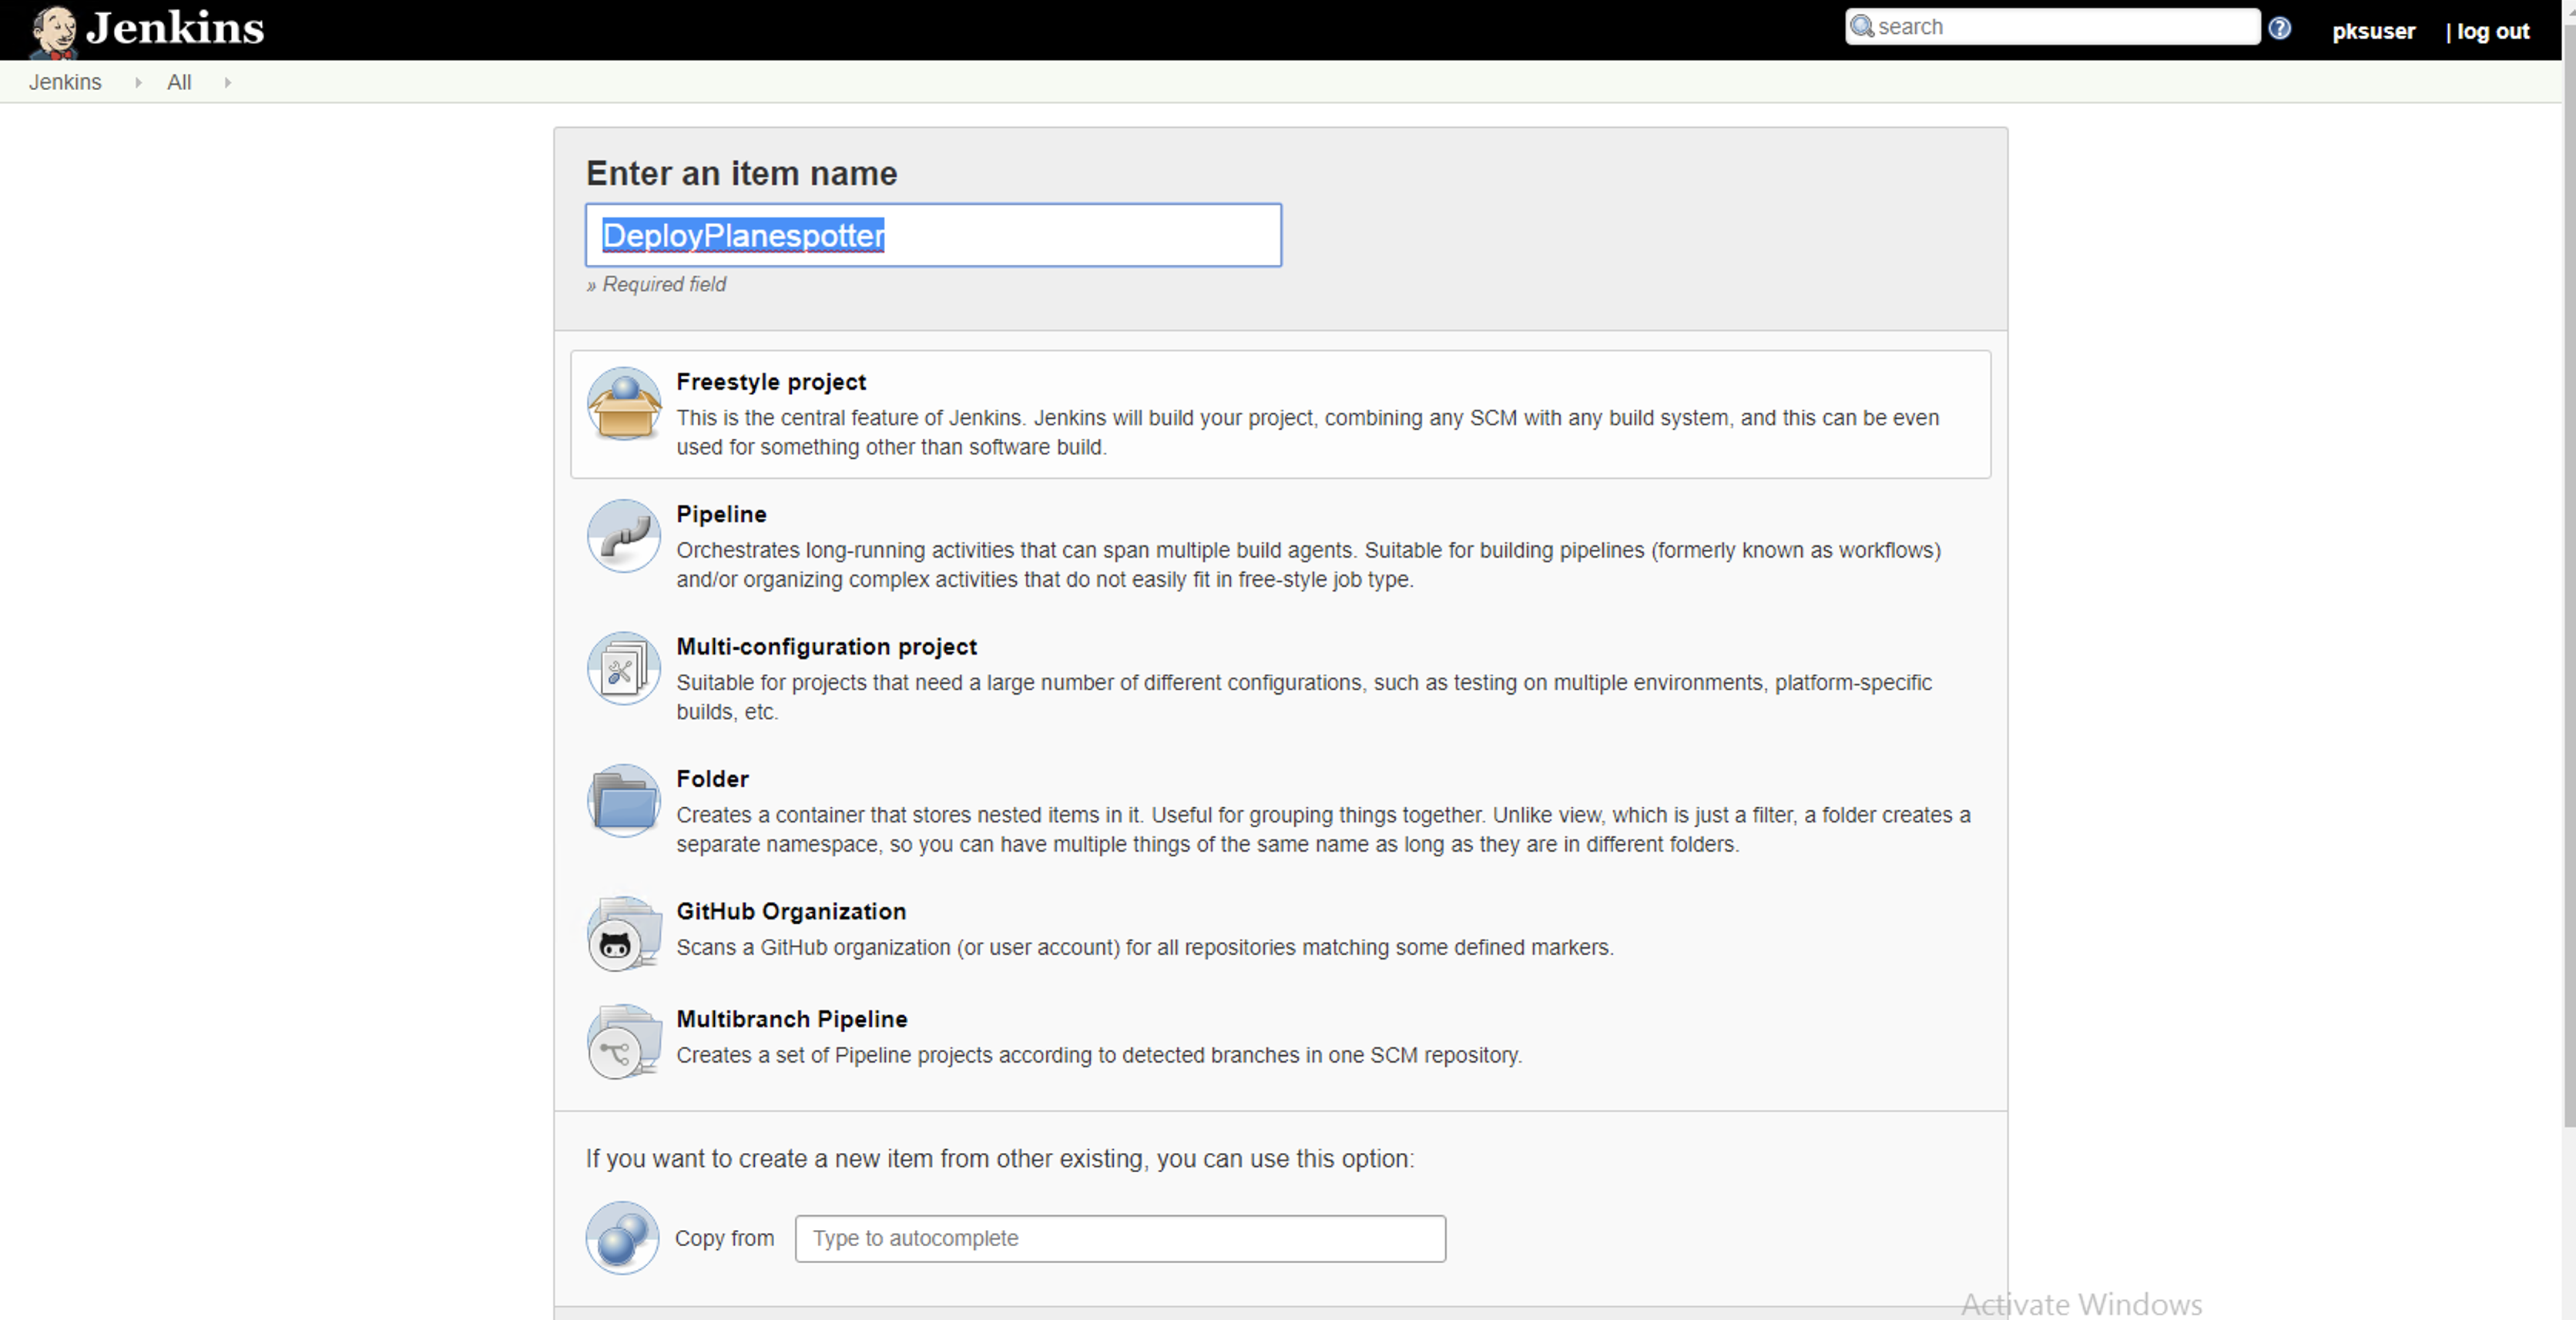 Jenkins
search
pksuser
| log out
Jenkins
All
Enter an item name
DeployPlanespotter
» Required field
Freestyle project
This is the central feature of Jenkins. Jenkins will build your project, combining any SCM with any build system, and this can be even
used for something other than software build.
Pipeline
Orchestrates long-running activities that can span multiple build agents. Suitable for building pipelines (formerly known as workflows)
and/or organizing complex activities that do not easily fit in free-style job type.
Multi-configuration project
Suitable for projects that need a large number of different configurations, such as testing on multiple environments, platform-specific
builds, etc.
Folder
Creates a container that stores nested items in it. Useful for grouping things together. Unlike view, which is just a filter, a folder creates a
separate namespace, so you can have multiple things of the same name as long as they are in different folders.
GitHub Organization
Scans a GitHub organization (or user account) for all repositories matching some defined markers.
Multibranch Pipeline
Creates a set of Pipeline projects according to detected branches in one SCM repository.
If you want to create a new item from other existing, you can use this option:
Copy from
Type to autocomplete
Activate Windows